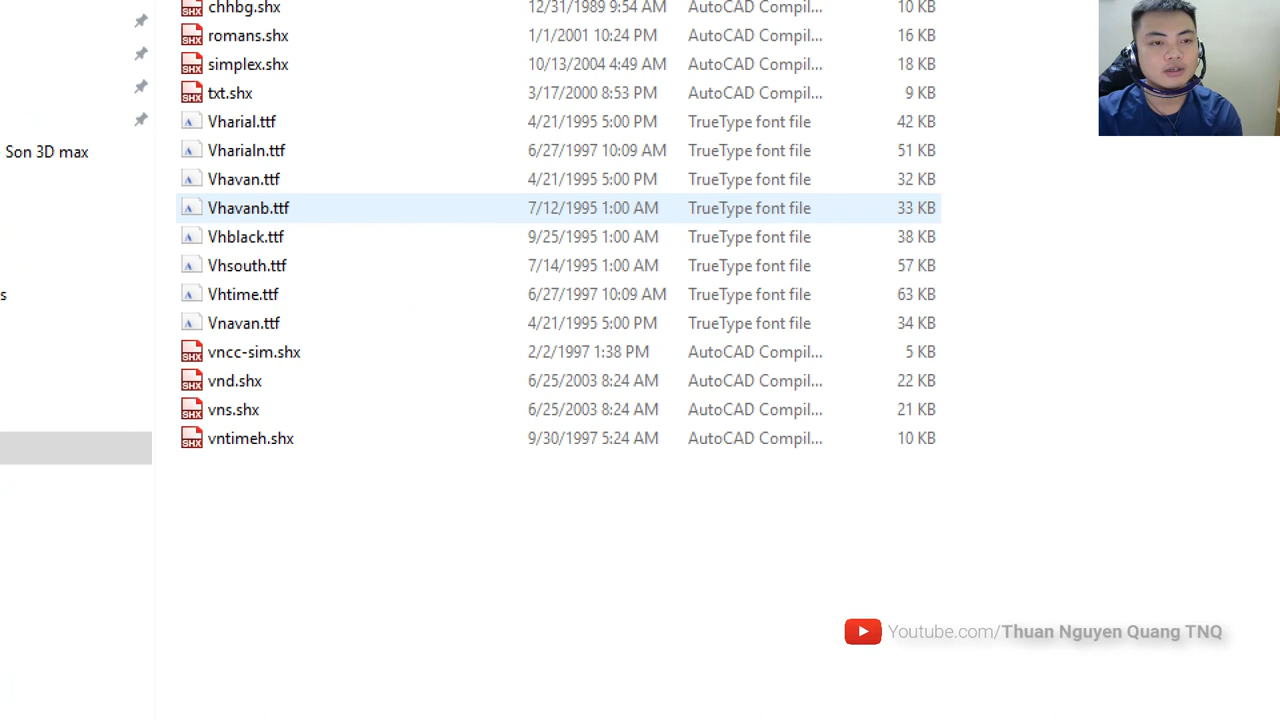 chhbg.shx 12/31/1989 9:54 AM AutoCAD Compil... 10 KB
romans.shx 1/1/2001 10:24 PM AutoCAD Compil... 16 KB
simplex.shx 10/13/2004 4:49 AM AutoCAD Compil... 18 KB
txt.shx 3/17/2000 8:53 PM AutoCAD Compil... 9 KB
Vharial.ttf 4/21/1995 5:00 PM TrueType font file 42 KB
Son 3D max Vharialn.ttf 6/27/1997 10:09 AM TrueType font file 51 KB
Vhavan.ttf 4/21/1995 5:00 PM TrueType font file 32 KB
Vhavanb.ttf 7/12/1995 1:00 AM TrueType font file 33 KB
Vhblack.ttf 9/25/1995 1:00 AM TrueType font file 38 KB
Vhsouth.ttf 7/14/1995 1:00 AM TrueType font file 57 KB
s Vhtime.ttf 6/27/1997 10:09 AM TrueType font file 63 KB
Vnavan.ttf 4/21/1995 5:00 PM TrueType font file 34 KB
vncc-sim.shx 2/2/1997 1:38 PM AutoCAD Compil... 5 KB
vnd.shx 6/25/2003 8:24 AM AutoCAD Compil... 22 KB
vns.shx 6/25/2003 8:24 AM AutoCAD Compil... 21 KB
vntimeh.shx 9/30/1997 5:24 AM AutoCAD Compil... 10 KB
Youtube.com/Thuan Nguyen Quang TNQ